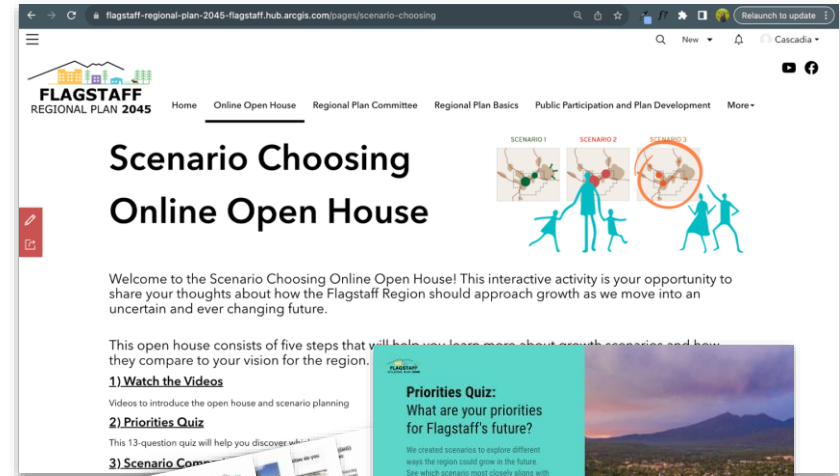 flagstaff-regional-plan-2045-flagstaff.hub.arcgis.com/pages/scenario-choosing
Relaunch to update
New
Cascadia
FLAGSTAFF
REGIONAL PLAN 2045
Home Online Open House Regional Plan Committee Regional Plan Basics Public Participation and Plan Development More
SCENARIO 1 SCENARIO 2 SCENARIO 3
Scenario Choosing
Online Open House
Welcome to the Scenario Choosing Online Open House! This interactive activity is your opportunity to
share your thoughts about how the Flagstaff Region should approach growth as we move into an
uncertain and ever changing future.
This open house consists of five steps that will help you learn more about growth scenarios and how
they compare to your vision for the region.
1) Watch the Videos
Videos to introduce the open house and scenario planning
2) Priorities Quiz
This 13-question quiz will help you discover
3) Scenario
FLAGSTAFF
Priorities Quiz:
What are your priorities
for Flagstaff's future?
We created scenarios to explore different
ways the region could grow in the future.
See which scenario most closely aligns with